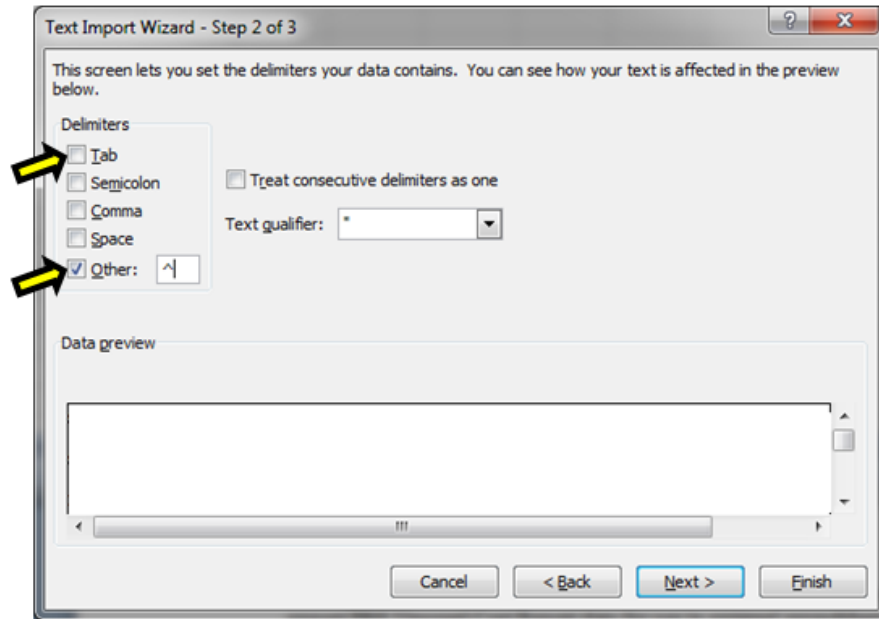 Text Import Wizard - Step 2 of 3
This screen lets you set the delimiters your data contains. You can see how your text is affected in the preview
below.
Delimiters
Tab
Semicolon
Comma
Space
Other: ^
Treat consecutive delimiters as one
Text qualifier: "
Data preview
Cancel
< Back
Next >
Finish